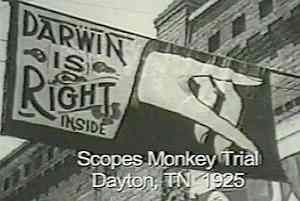 DARWIN
IS
RIGHT
INSIDE
Scopes Monkey Trial
Dayton, TN 1925